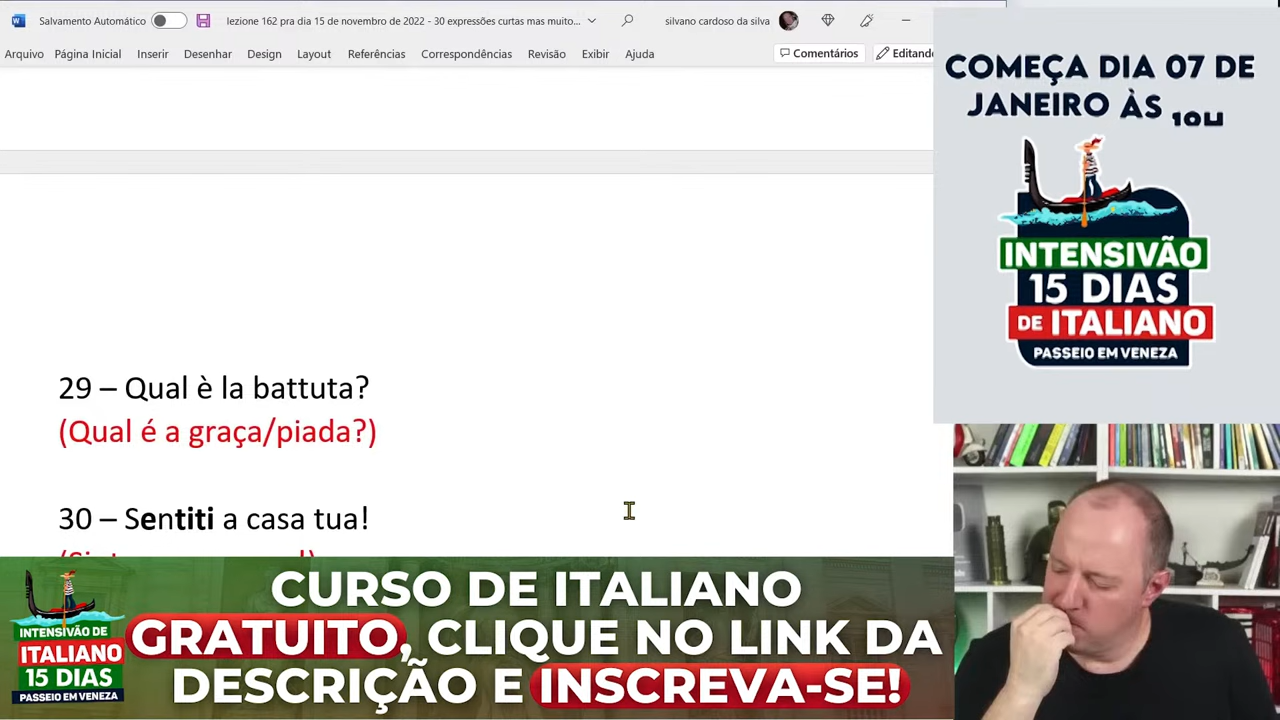 Salvamento Automático
lezione 162 pra dia 15 de novembro de 2022 - 30 expressões curtas mas muito...
silvano cardoso da silva
Arquivo Página Inicial Inserir Desenhar Design Layout Referências Correspondências Revisão Exibir Ajuda
Comentários
Editando
COMEÇA DIA 07 DE
JANEIRO ÀS
INTENSIVÃO
15 DIAS
DE ITALIANO
PASSEIO EM VENEZA
29 – Qual è la battuta?
(Qual é a graça/piada?)
30 – Sentiti a casa tua!
INTENSIVÃO DE
ITALIANO
15 DIAS
PASSEIO EM VENEZA
CURSO DE ITALIANO
GRATUITO, CLIQUE NO LINK DA
DESCRIÇÃO E INSCREVA-SE!